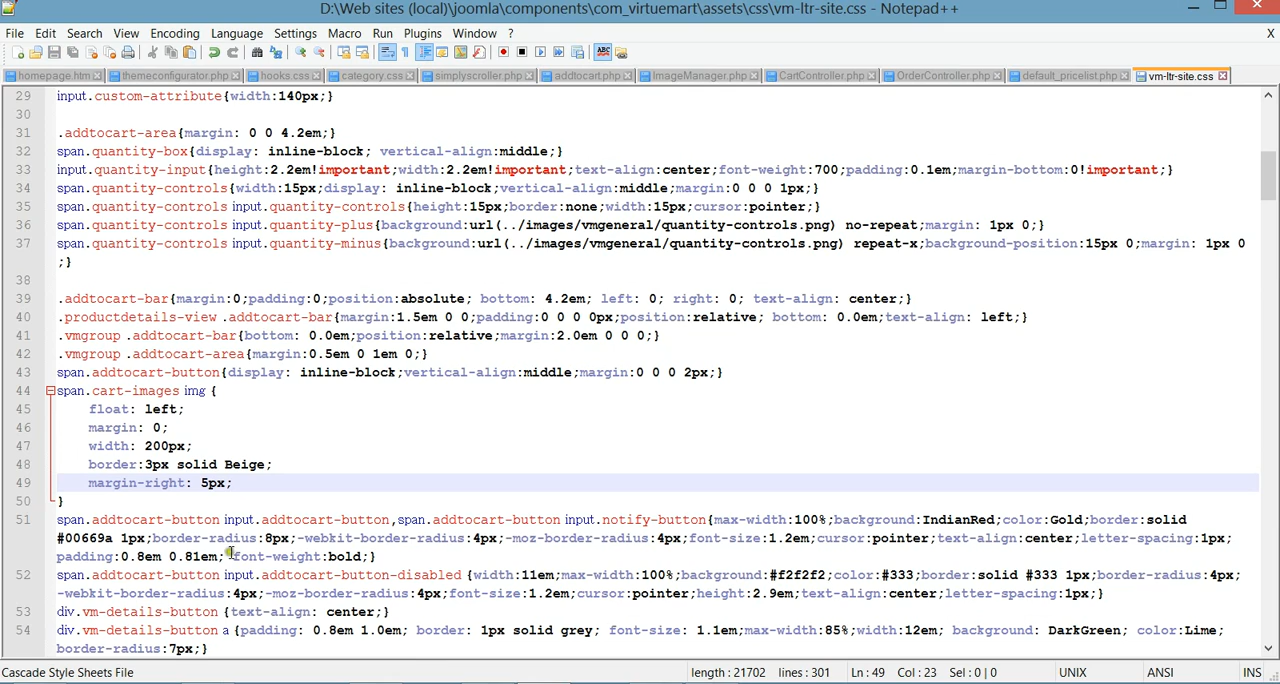 D:\Web sites (local)\joomla\components\com_virtuemart\assets\css\vm-ltr-site.css - Notepad++
File Edit Search View Encoding Language Settings Macro Run Plugins Window ? X
homepage.htm themeconfigurator.php hooks.css category.css simplyscroller.php addtocart.php ImageManager.php CartController.php OrderController.php default_pricelist.php vm-ltr-site.css
29 input.custom-attribute{width:140px;}
30
31 .addtocart-area{margin: 0 0 4.2em;}
32 span.quantity-box{display: inline-block; vertical-align:middle;}
33 input.quantity-input{height:2.2em!important;width:2.2em!important;text-align:center;font-weight:700;padding:0.1em;margin-bottom:0!important;}
34 span.quantity-controls{width:15px;display: inline-block;vertical-align:middle;margin:0 0 0 1px;}
35 span.quantity-controls input.quantity-controls{height:15px;border:none;width:15px;cursor:pointer;}
36 span.quantity-controls input.quantity-plus{background:url(../images/vmgeneral/quantity-controls.png) no-repeat;margin: 1px 0;}
37 span.quantity-controls input.quantity-minus{background:url(../images/vmgeneral/quantity-controls.png) repeat-x;background-position:15px 0;margin: 1px 0
;}
38
39 .addtocart-bar{margin:0;padding:0;position:absolute; bottom: 4.2em; left: 0; right: 0; text-align: center;}
40 .productdetails-view .addtocart-bar{margin:1.5em 0 0;padding:0 0 0 0px;position:relative; bottom: 0.0em;text-align: left;}
41 .vmgroup .addtocart-bar{bottom: 0.0em;position:relative;margin:2.0em 0 0 0;}
42 .vmgroup .addtocart-area{margin:0.5em 0 1em 0;}
43 span.addtocart-button{display: inline-block;vertical-align:middle;margin:0 0 0 2px;}
44 span.cart-images img {
45 float: left;
46 margin: 0;
47 width: 200px;
48 border:3px solid Beige;
49 margin-right: 5px;
50 }
51 span.addtocart-button input.addtocart-button,span.addtocart-button input.notify-button{max-width:100%;background:IndianRed;color:Gold;border:solid
#00669a 1px;border-radius:8px;-webkit-border-radius:4px;-moz-border-radius:4px;font-size:1.2em;cursor:pointer;text-align:center;letter-spacing:1px;
padding:0.8em 0.81em; font-weight:bold;}
52 span.addtocart-button input.addtocart-button-disabled {width:11em;max-width:100%;background:#f2f2f2;color:#333;border:solid #333 1px;border-radius:4px;
-webkit-border-radius:4px;-moz-border-radius:4px;font-size:1.2em;cursor:pointer;height:2.9em;text-align:center;letter-spacing:1px;}
53 div.vm-details-button {text-align: center;}
54 div.vm-details-button a {padding: 0.8em 1.0em; border: 1px solid grey; font-size: 1.1em;max-width:85%;width:12em; background: DarkGreen; color:Lime;
border-radius:7px;}
Cascade Style Sheets File length : 21702 lines : 301 Ln : 49 Col : 23 Sel : 0 | 0 UNIX ANSI INS